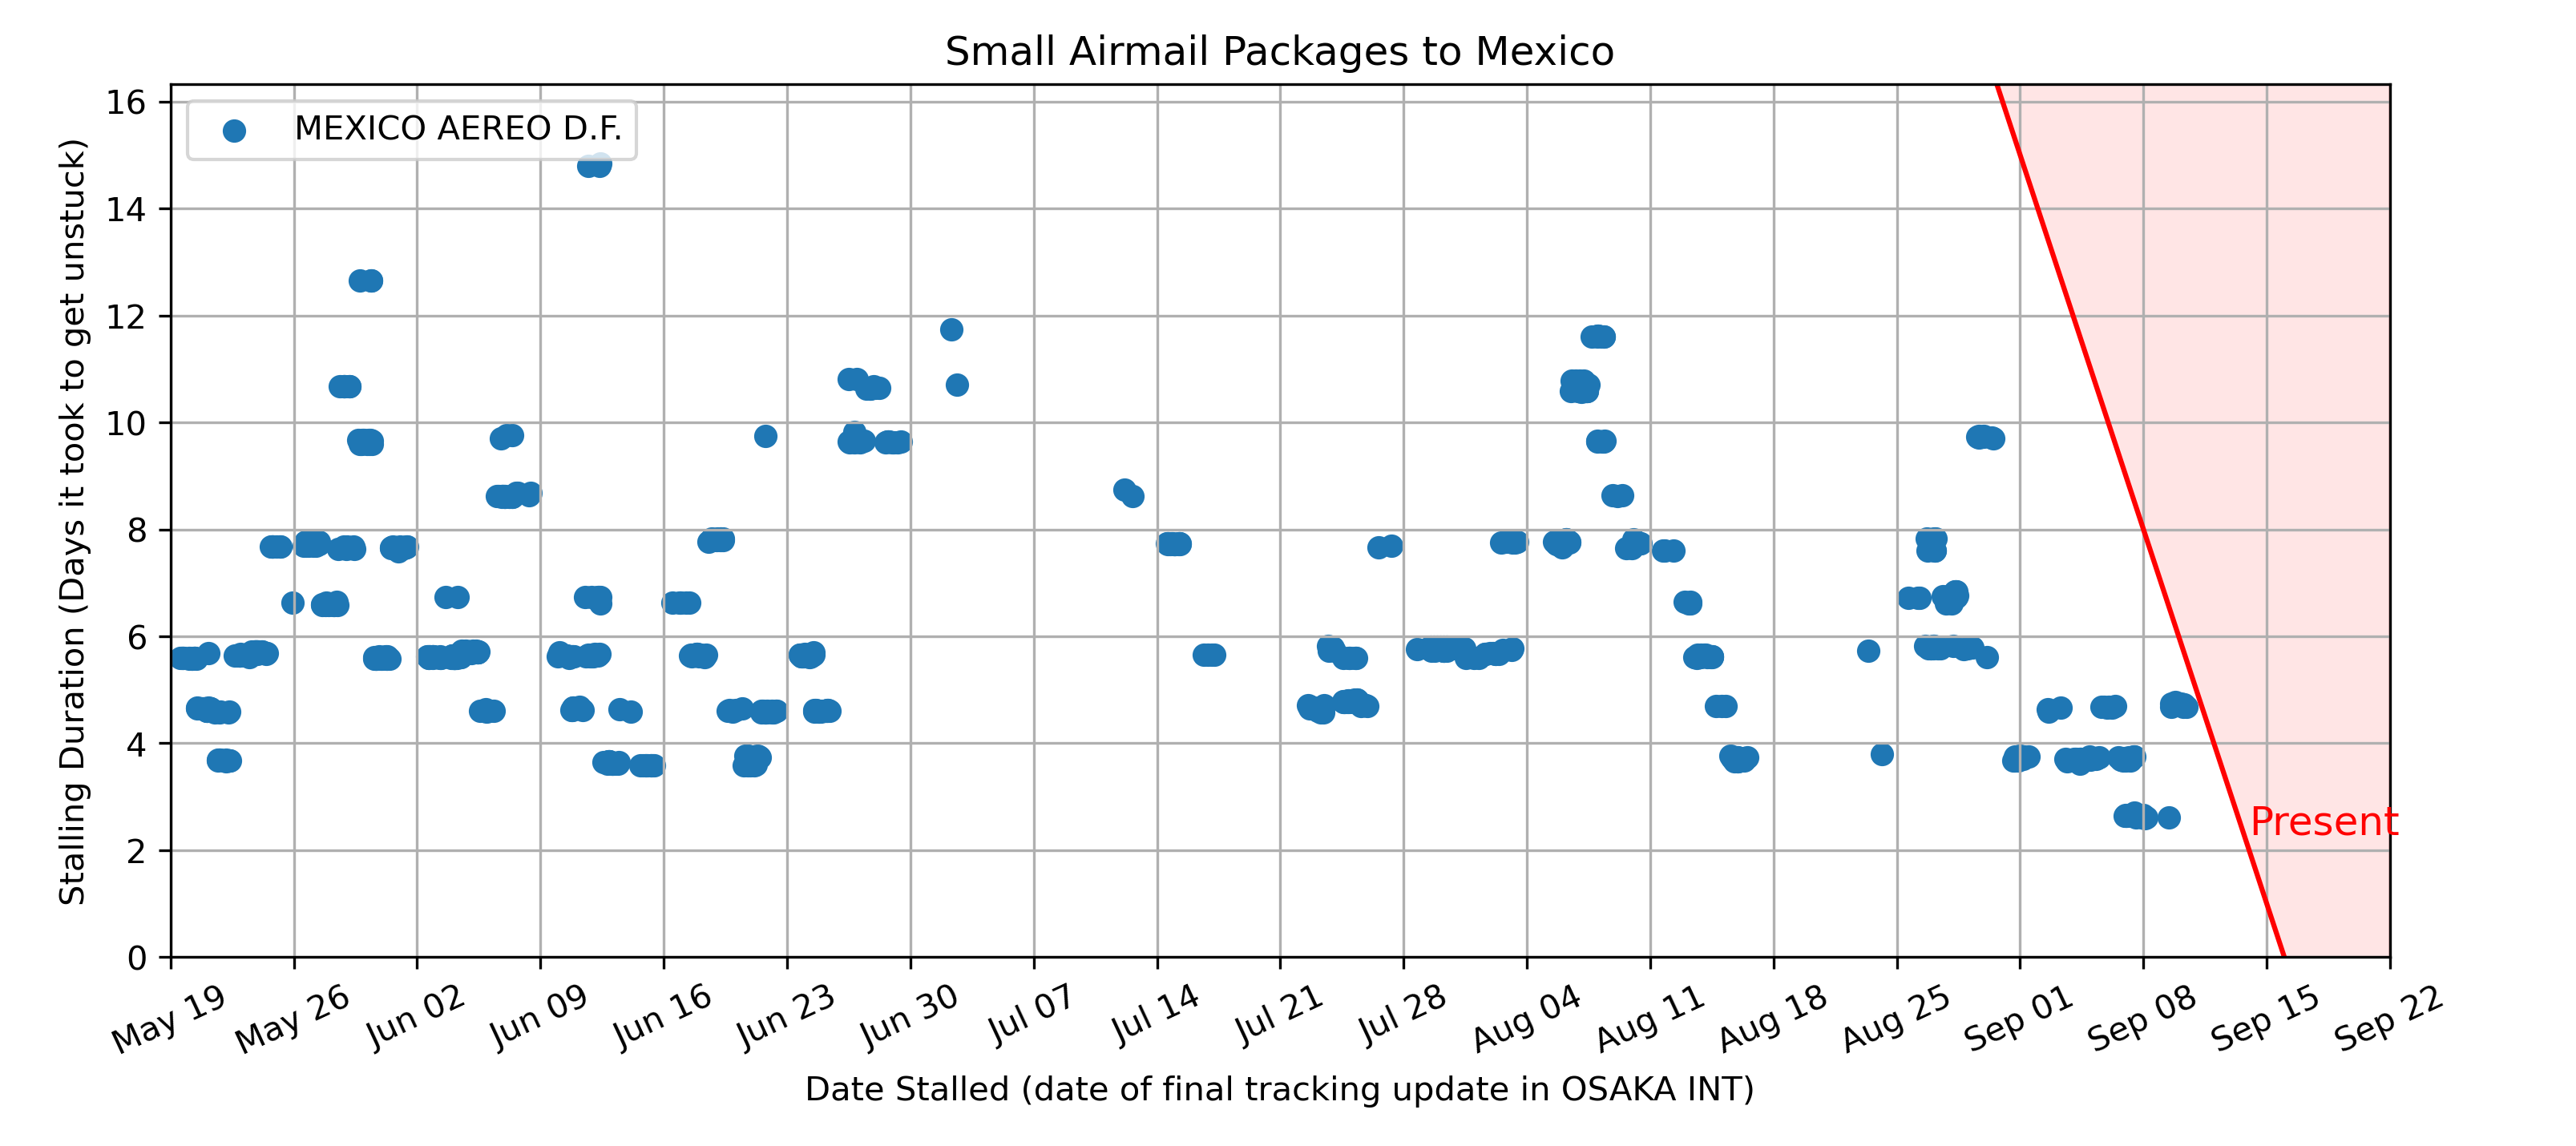 Small Airmail Packages to Mexico
MEXICO AEREO D.F.
Stalling Duration (Days it took to get unstuck)
16
14
12
10
8
6
4
2
0
Present
May 19 May 26 Jun 02 Jun 09 Jun 16 Jun 23 Jun 30 Jul 07 Jul 14 Jul 21 Jul 28 Aug 04 Aug 11 Aug 18 Aug 25 Sep 01 Sep 08 Sep 15 Sep 22
Date Stalled (date of final tracking update in OSAKA INT)